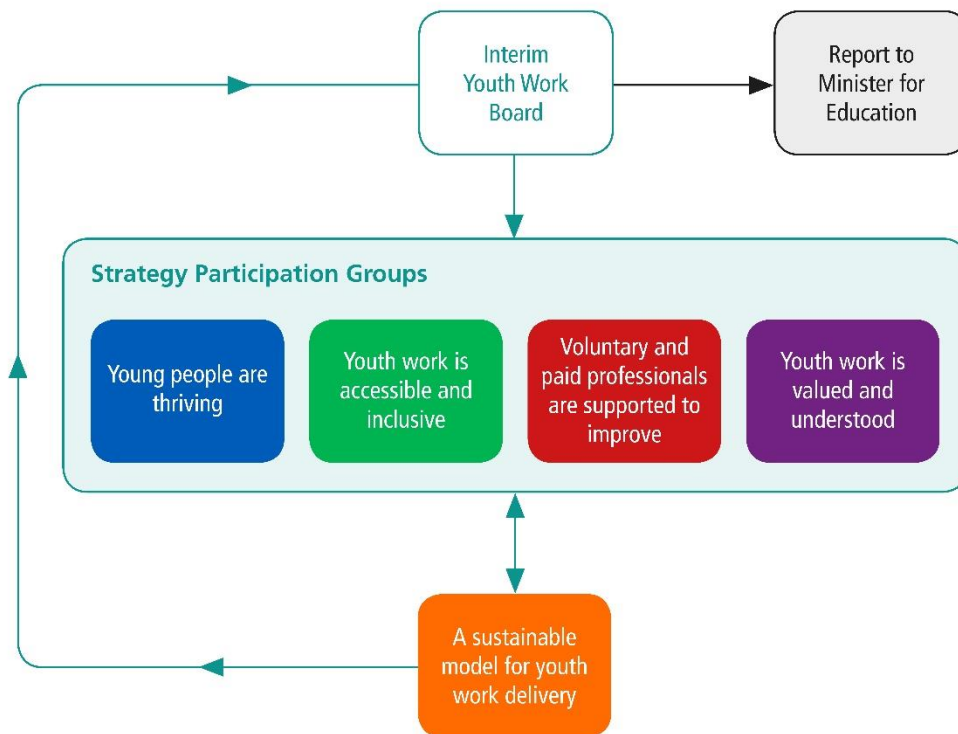 Interim
Youth Work
Board
Report to
Minister for
Education
Strategy Participation Groups
Young people are
thriving
Youth work is
accessible and
inclusive
Voluntary and
paid professionals
are supported to
improve
Youth work is
valued and
understood
A sustainable
model for youth
work delivery